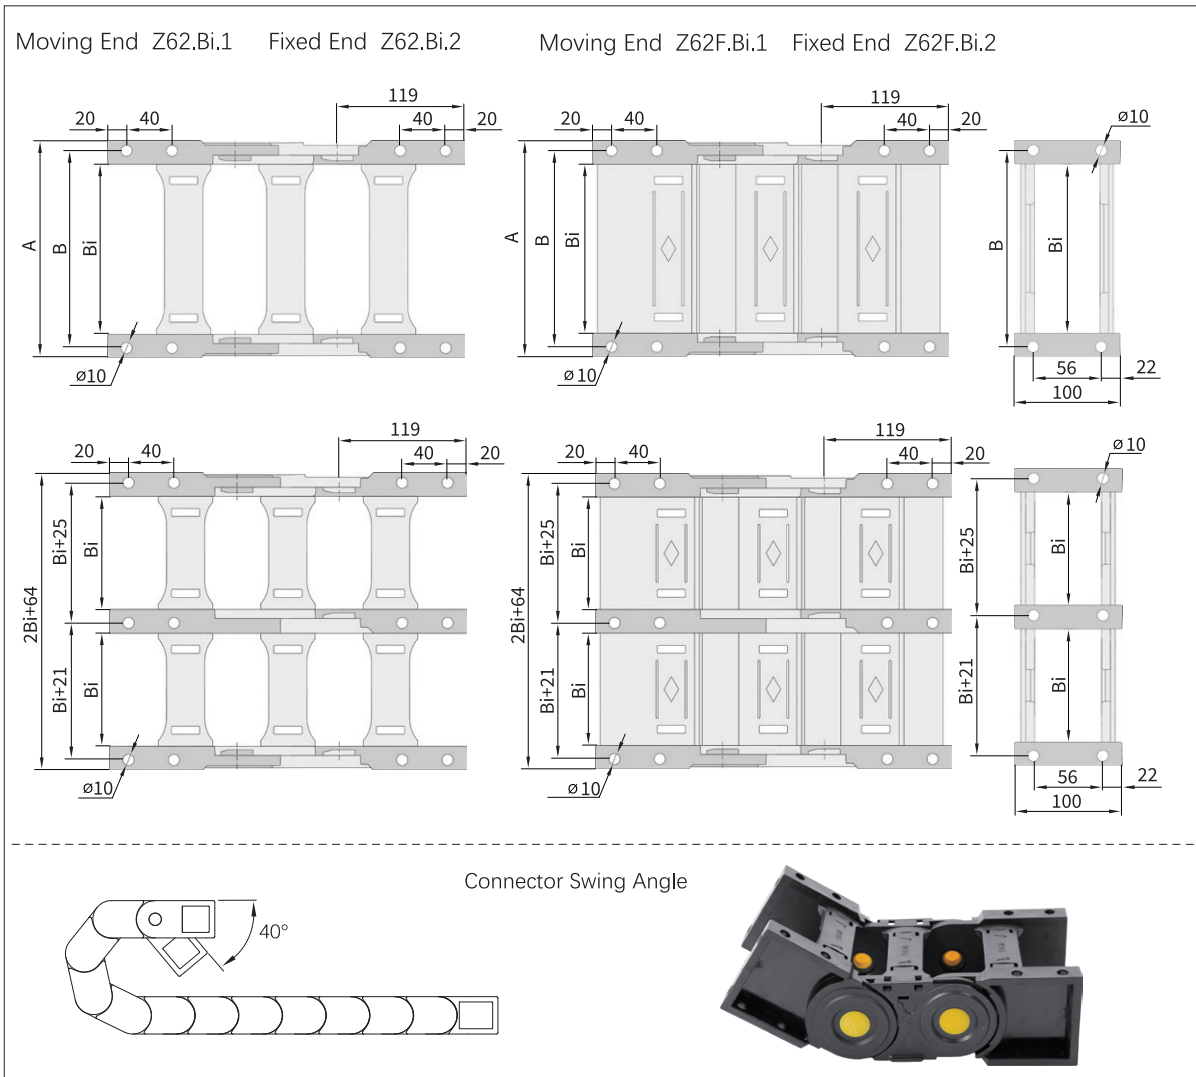 Moving End Z62.Bi.1 Fixed End Z62.Bi.2
Moving End Z62F.Bi.1 Fixed End Z62F.Bi.2
119
20 40 40 20
A
B
Bi
ø10
119
20 40 40 20
A
B
Bi
ø10
ø10
B
Bi
56 22
100
119
20 40 40 20
2Bi+64
Bi+25
Bi
Bi+21
Bi
ø10
119
20 40 40 20
2Bi+64
Bi+25
Bi
Bi+21
Bi
ø10
ø10
Bi+25
Bi
Bi+21
Bi
56 22
100
Connector Swing Angle
40°